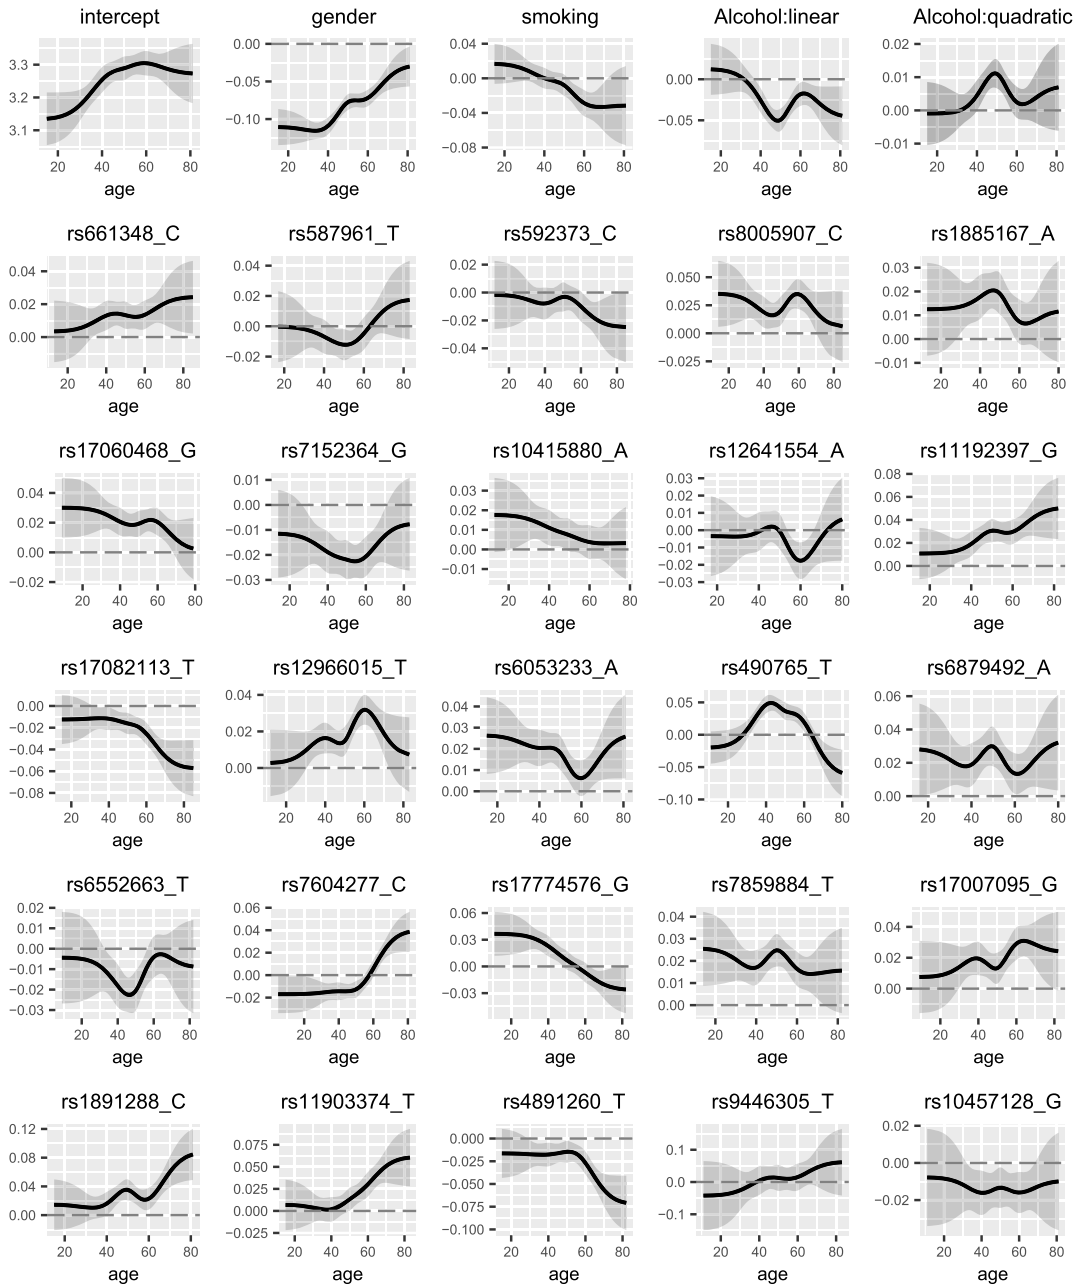 intercept
3.3
3.2
3.1
20 40 60 80
age
gender
0.00
−0.05
−0.10
20 40 60 80
age
smoking
0.04
0.00
−0.04
−0.08
20 40 60 80
age
Alcohol:linear
0.00
−0.05
20 40 60 80
age
Alcohol:quadratic
0.02
0.01
0.00
−0.01
20 40 60 80
age
rs661348_C
0.04
0.02
0.00
20 40 60 80
age
rs587961_T
0.04
0.02
0.00
−0.02
20 40 60 80
age
rs592373_C
0.02
0.00
−0.02
−0.04
20 40 60 80
age
rs8005907_C
0.050
0.025
0.000
−0.025
20 40 60 80
age
rs1885167_A
0.03
0.02
0.01
0.00
−0.01
20 40 60 80
age
rs17060468_G
0.04
0.02
0.00
−0.02
20 40 60 80
age
rs7152364_G
0.01
0.00
−0.01
−0.02
−0.03
20 40 60 80
age
rs10415880_A
0.03
0.02
0.01
0.00
−0.01
20 40 60 80
age
rs12641554_A
0.03
0.02
0.01
0.00
−0.01
−0.02
−0.03
20 40 60 80
age
rs11192397_G
0.08
0.06
0.04
0.02
0.00
20 40 60 80
age
rs17082113_T
0.00
−0.02
−0.04
−0.06
−0.08
20 40 60 80
age
rs12966015_T
0.04
0.02
0.00
20 40 60 80
age
rs6053233_A
0.04
0.03
0.02
0.01
0.00
20 40 60 80
age
rs490765_T
0.05
0.00
−0.05
−0.10
20 40 60 80
age
rs6879492_A
0.06
0.04
0.02
0.00
20 40 60 80
age
rs6552663_T
0.02
0.01
0.00
−0.01
−0.02
−0.03
20 40 60 80
age
rs7604277_C
0.06
0.04
0.02
0.00
−0.02
20 40 60 80
age
rs17774576_G
0.06
0.03
0.00
−0.03
20 40 60 80
age
rs7859884_T
0.04
0.03
0.02
0.01
0.00
20 40 60 80
age
rs17007095_G
0.04
0.02
0.00
20 40 60 80
age
rs1891288_C
0.12
0.08
0.04
0.00
20 40 60 80
age
rs11903374_T
0.075
0.050
0.025
0.000
−0.025
20 40 60 80
age
rs4891260_T
0.000
−0.025
−0.050
−0.075
−0.100
20 40 60 80
age
rs9446305_T
0.1
0.0
−0.1
20 40 60 80
age
rs10457128_G
0.02
0.00
−0.02
20 40 60 80
age